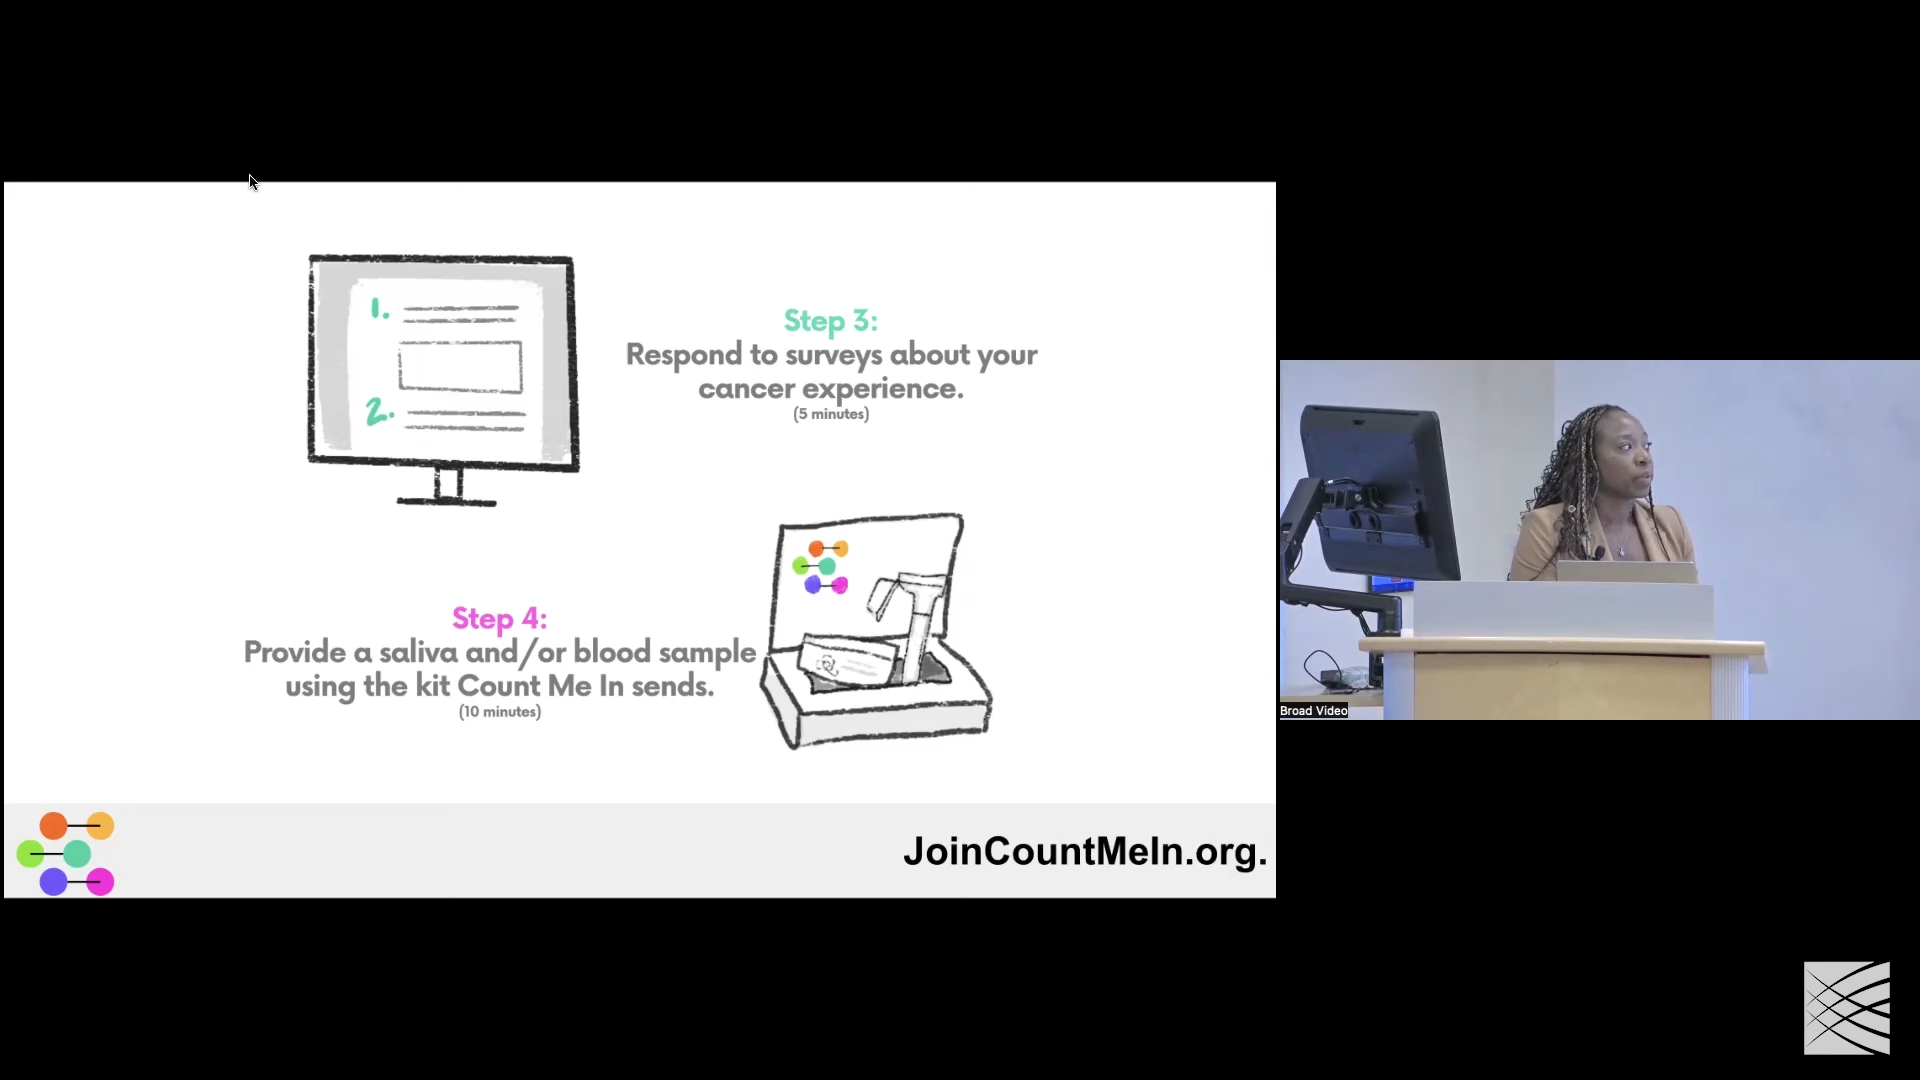 1.
2.
Step 3:
Respond to surveys about your
cancer experience.
(5 minutes)
Step 4:
Provide a saliva and/or blood sample
using the kit Count Me In sends.
(10 minutes)
JoinCountMeIn.org.
Broad Video